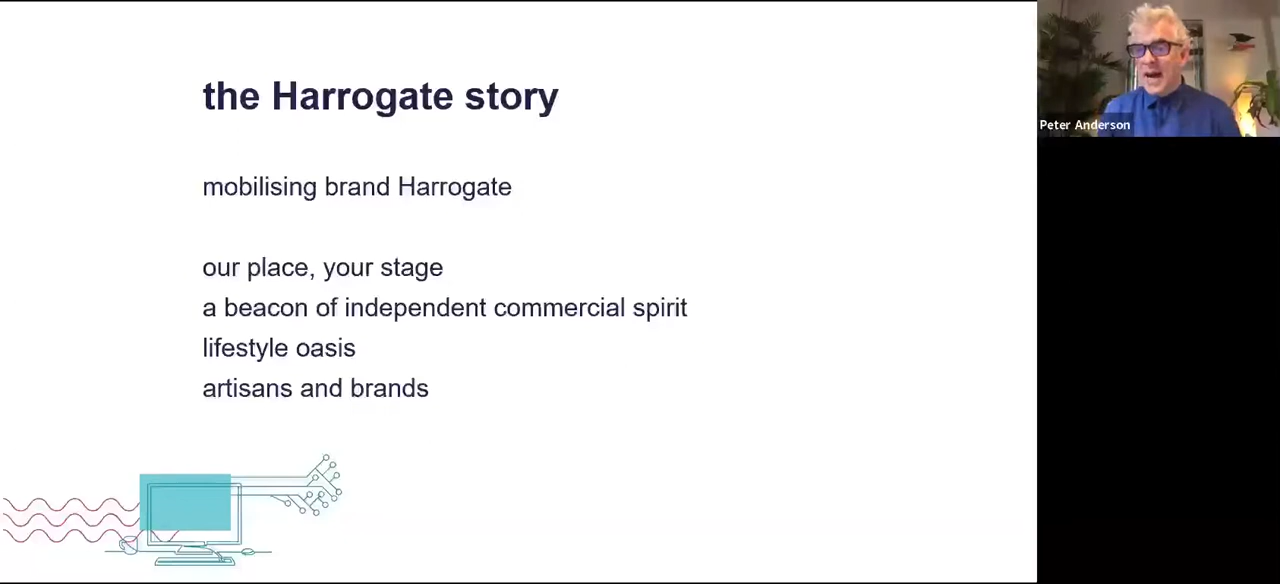 the Harrogate story
mobilising brand Harrogate
our place, your stage
a beacon of independent commercial spirit
lifestyle oasis
artisans and brands
Peter Anderson